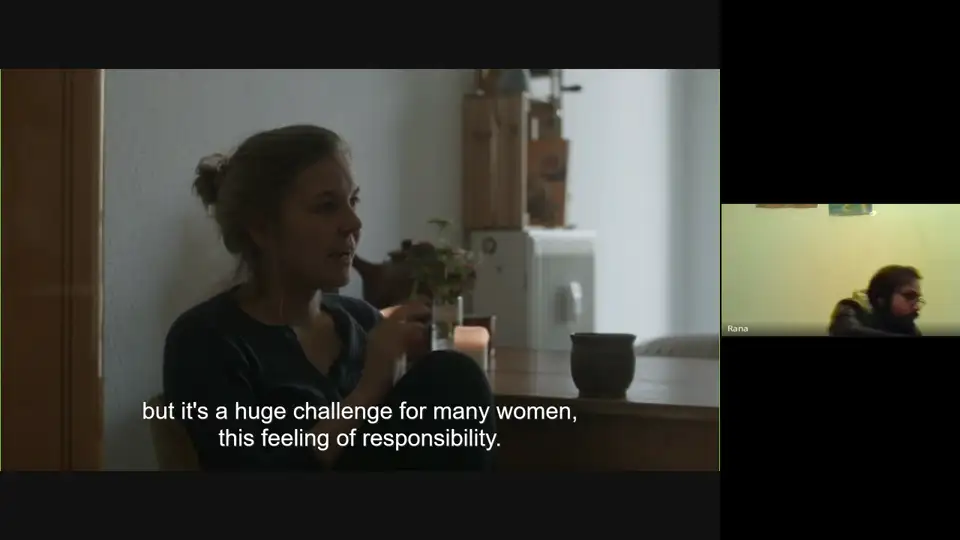 but it's a huge challenge for many women,
this feeling of responsibility.
Rana